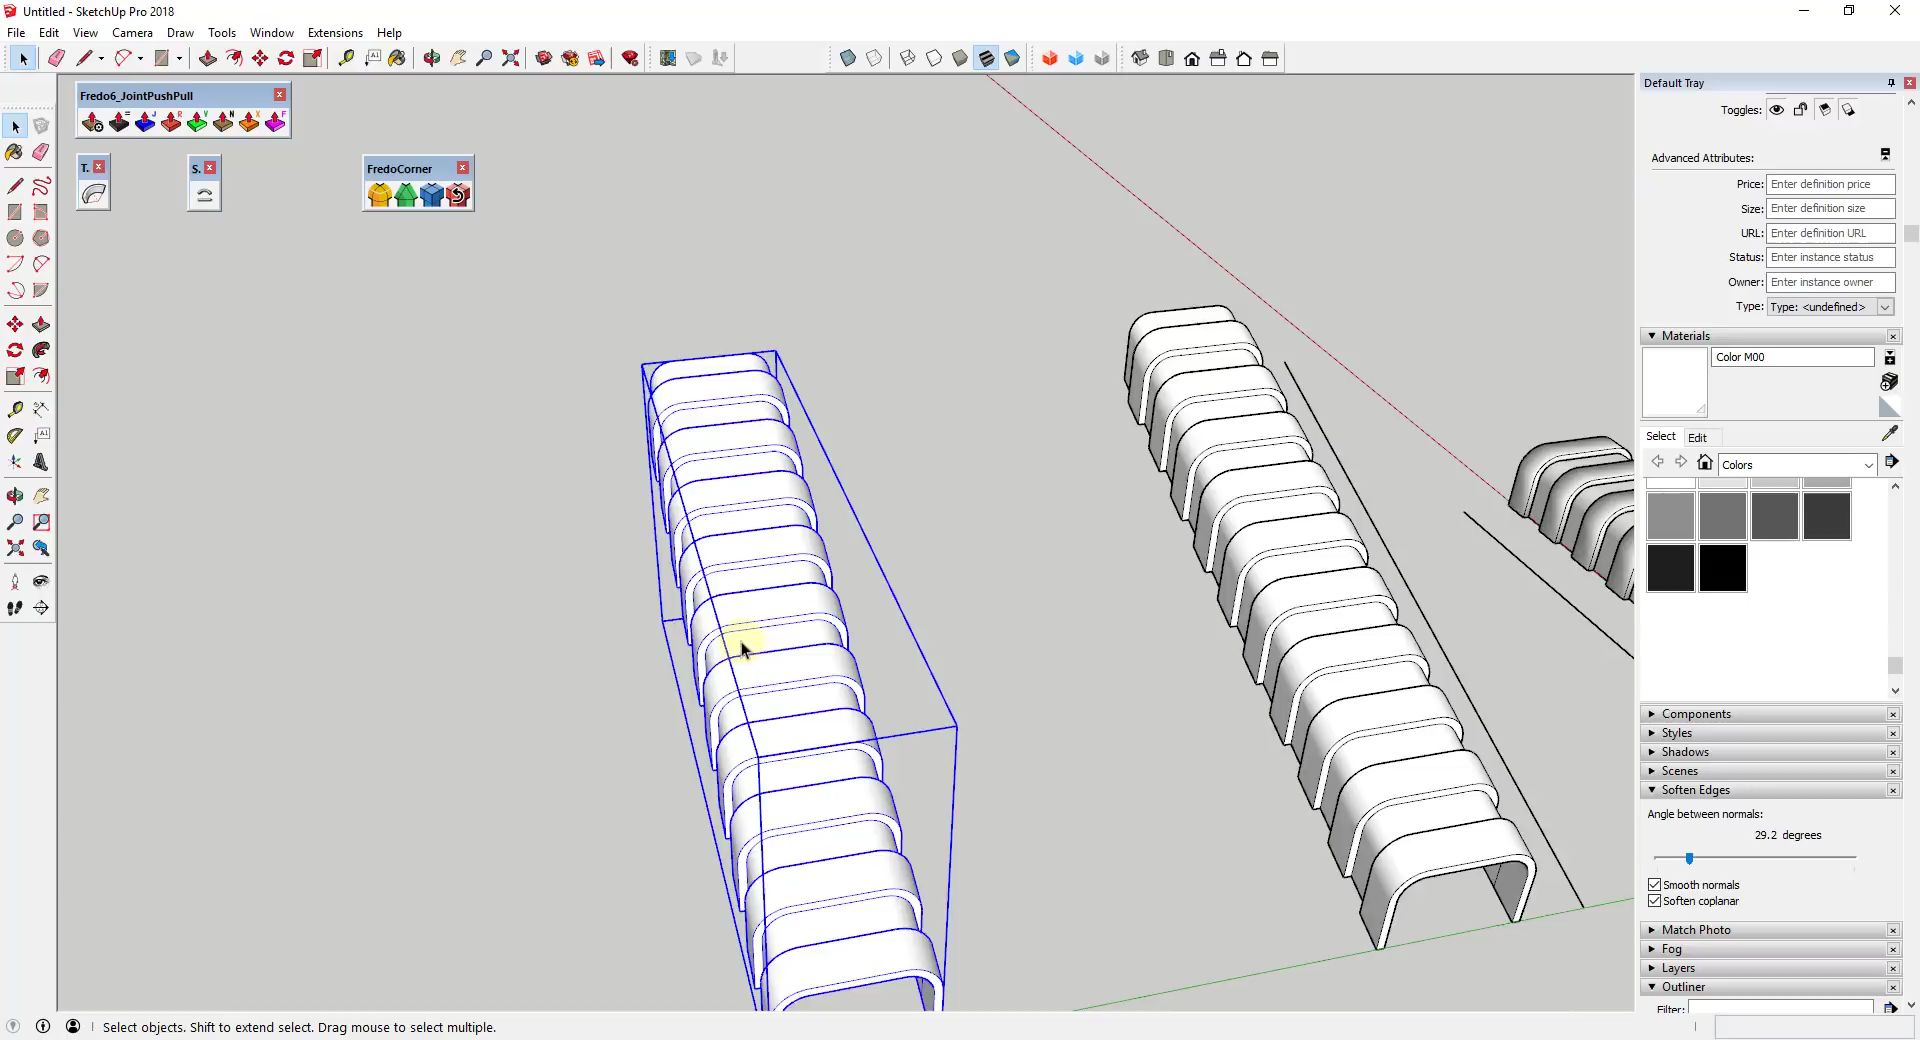 Untitled - SketchUp Pro 2018
File Edit View Camera Draw Tools Window Extensions Help
Fredo6_JointPushPull
T.
S.
FredoCorner
Default Tray
Toggles:
Advanced Attributes:
Price: Enter definition price
Size: Enter definition size
URL: Enter definition URL
Status: Enter instance status
Owner: Enter instance owner
Type: Type: <undefined>
Materials
Color M00
Select Edit
Colors
Components
Styles
Shadows
Scenes
Soften Edges
Angle between normals:
29.2 degrees
Smooth normals
Soften coplanar
Match Photo
Fog
Layers
Outliner
Filter:
Select objects. Shift to extend select. Drag mouse to select multiple.